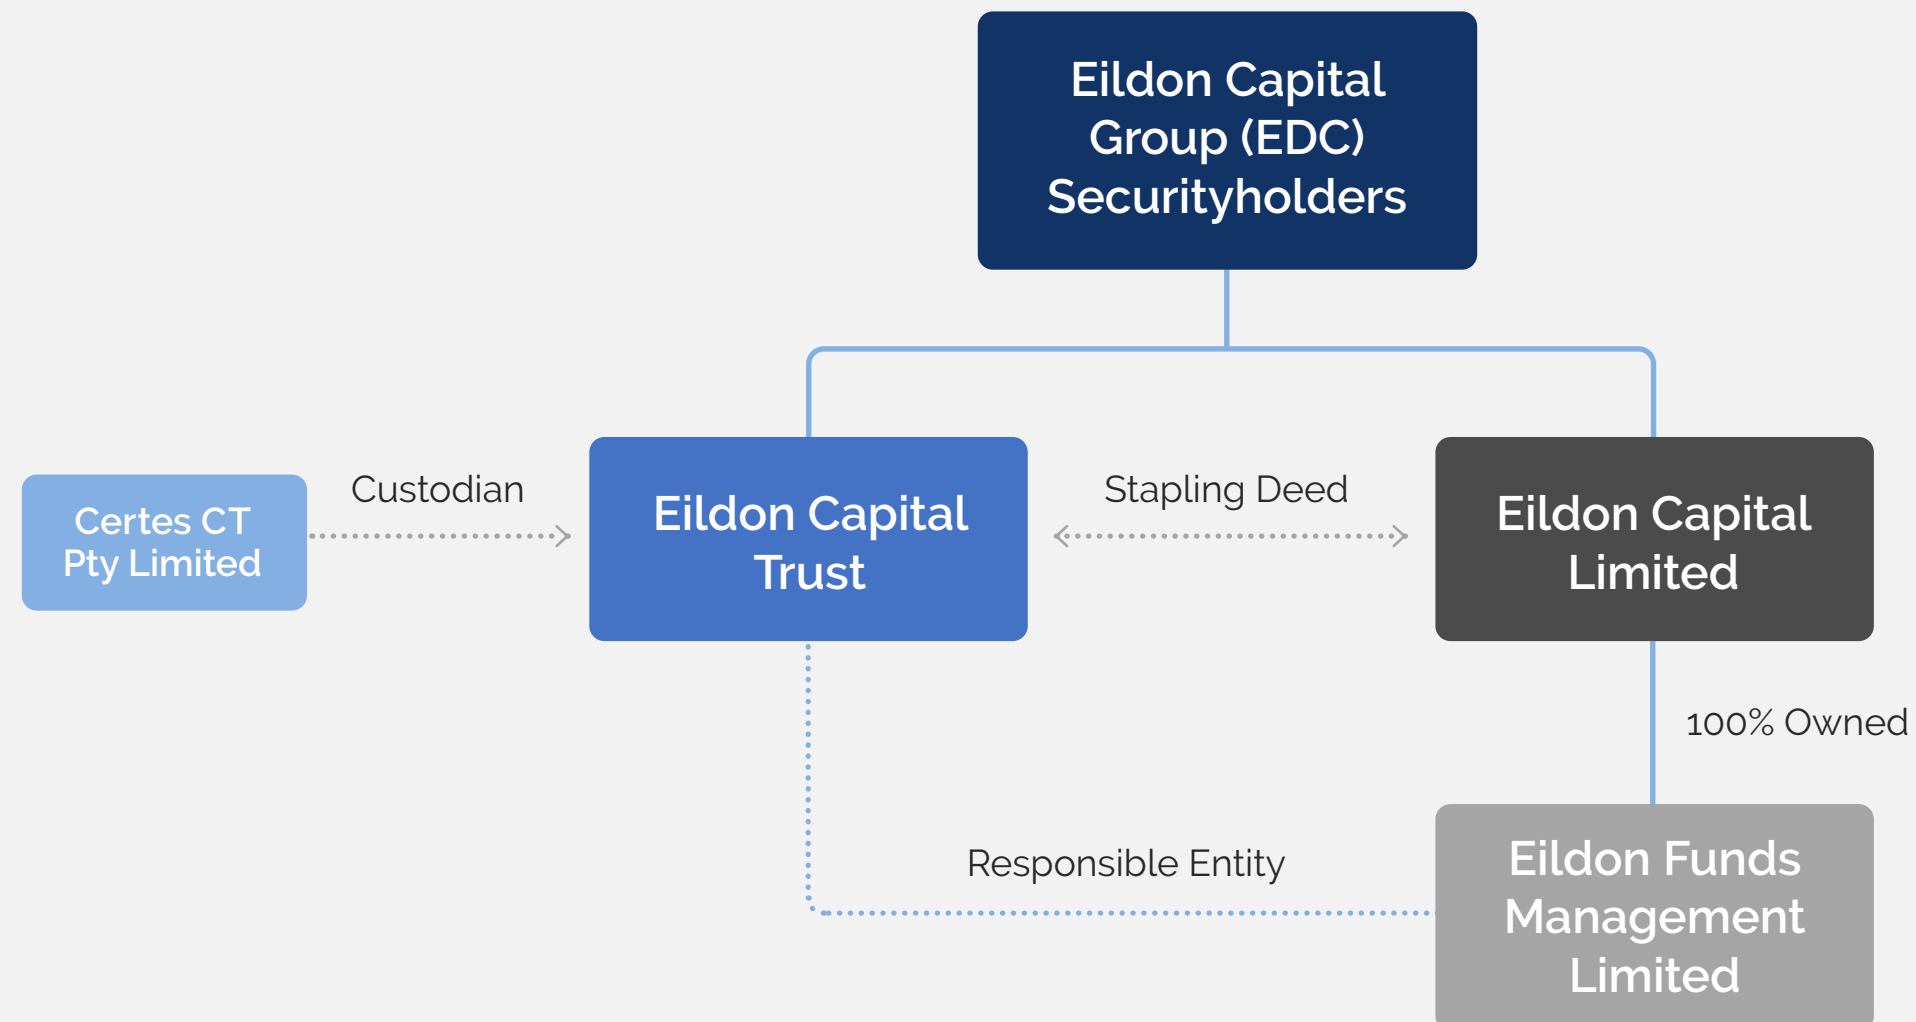 Eildon Capital
Group (EDC)
Securityholders
Certes CT
Pty Limited
Custodian
Eildon Capital
Trust
Stapling Deed
Eildon Capital
Limited
100% Owned
Responsible Entity
Eildon Funds
Management
Limited